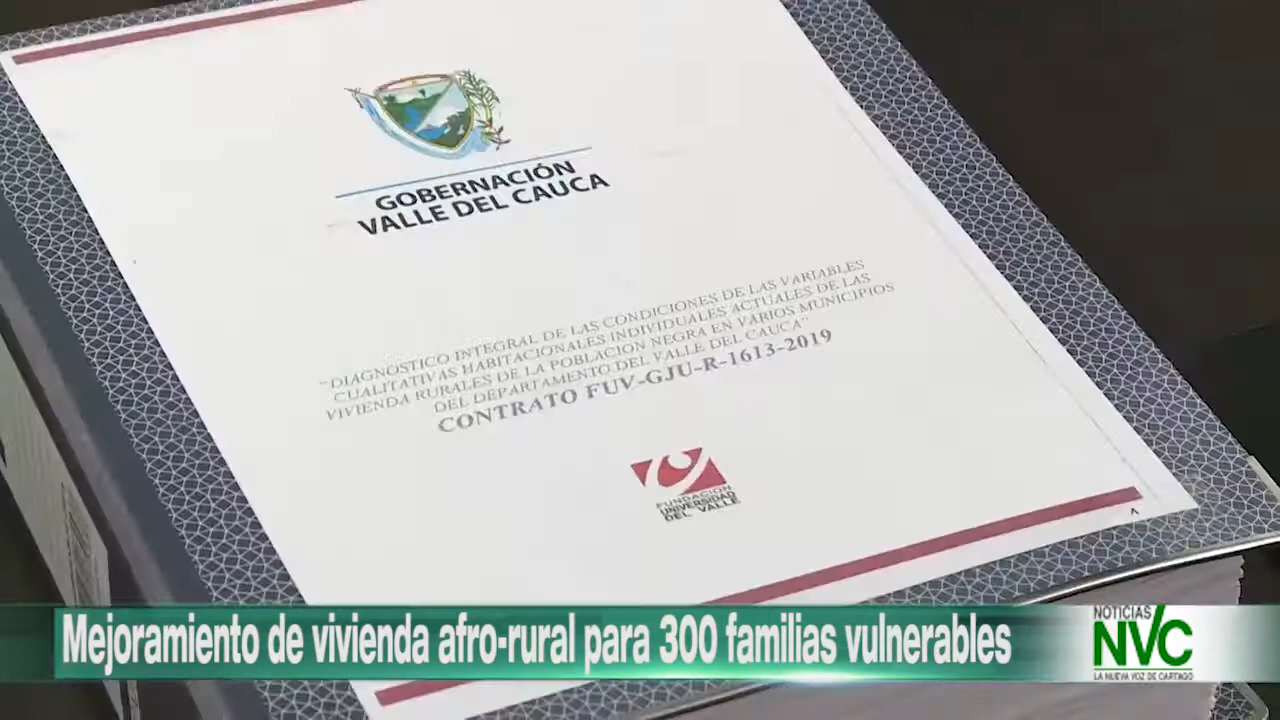 GOBERNACIÓN
VALLE DEL CAUCA
"DIAGNOSTICO INTEGRAL DE LAS CONDICIONES DE LAS VARIABLES
CUALITATIVAS HABITACIONALES INDIVIDUALES ACTUALES DE LAS
VIVIENDA RURALES DE LA POBLACION NEGRA EN VARIOS MUNICIPIOS
DEL DEPARTAMENTO DEL VALLE DEL CAUCA"
CONTRATO FUV-GJU-R-1613-2019
FUNDACIÓN
UNIVERSIDAD
DEL VALLE
Mejoramiento de vivienda afro-rural para 300 familias vulnerables
NOTICIAS
NVC
LA NUEVA VOZ DE CARTAGO